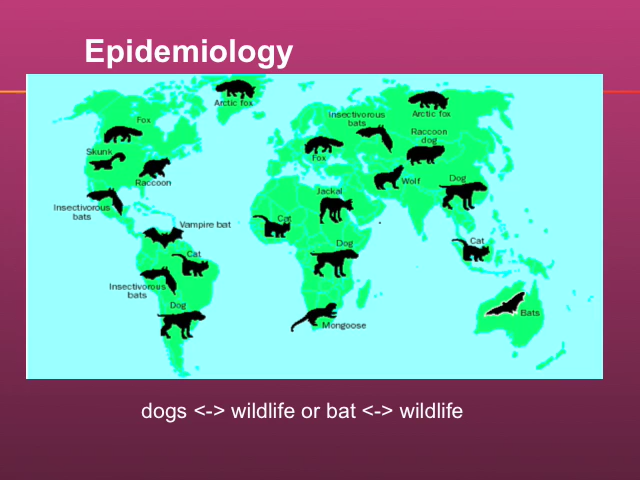 Epidemiology
Arctic fox
Arctic fox
Fox
Insectivorous
bats
Raccoon
dog
Skunk
Fox
Raccoon
Wolf
Dog
Jackal
Insectivorous
bats
Vampire bat
Cat
Dog
Cat
Cat
Insectivorous
bats
Dog
Mongoose
Bats
dogs <-> wildlife or bat <-> wildlife